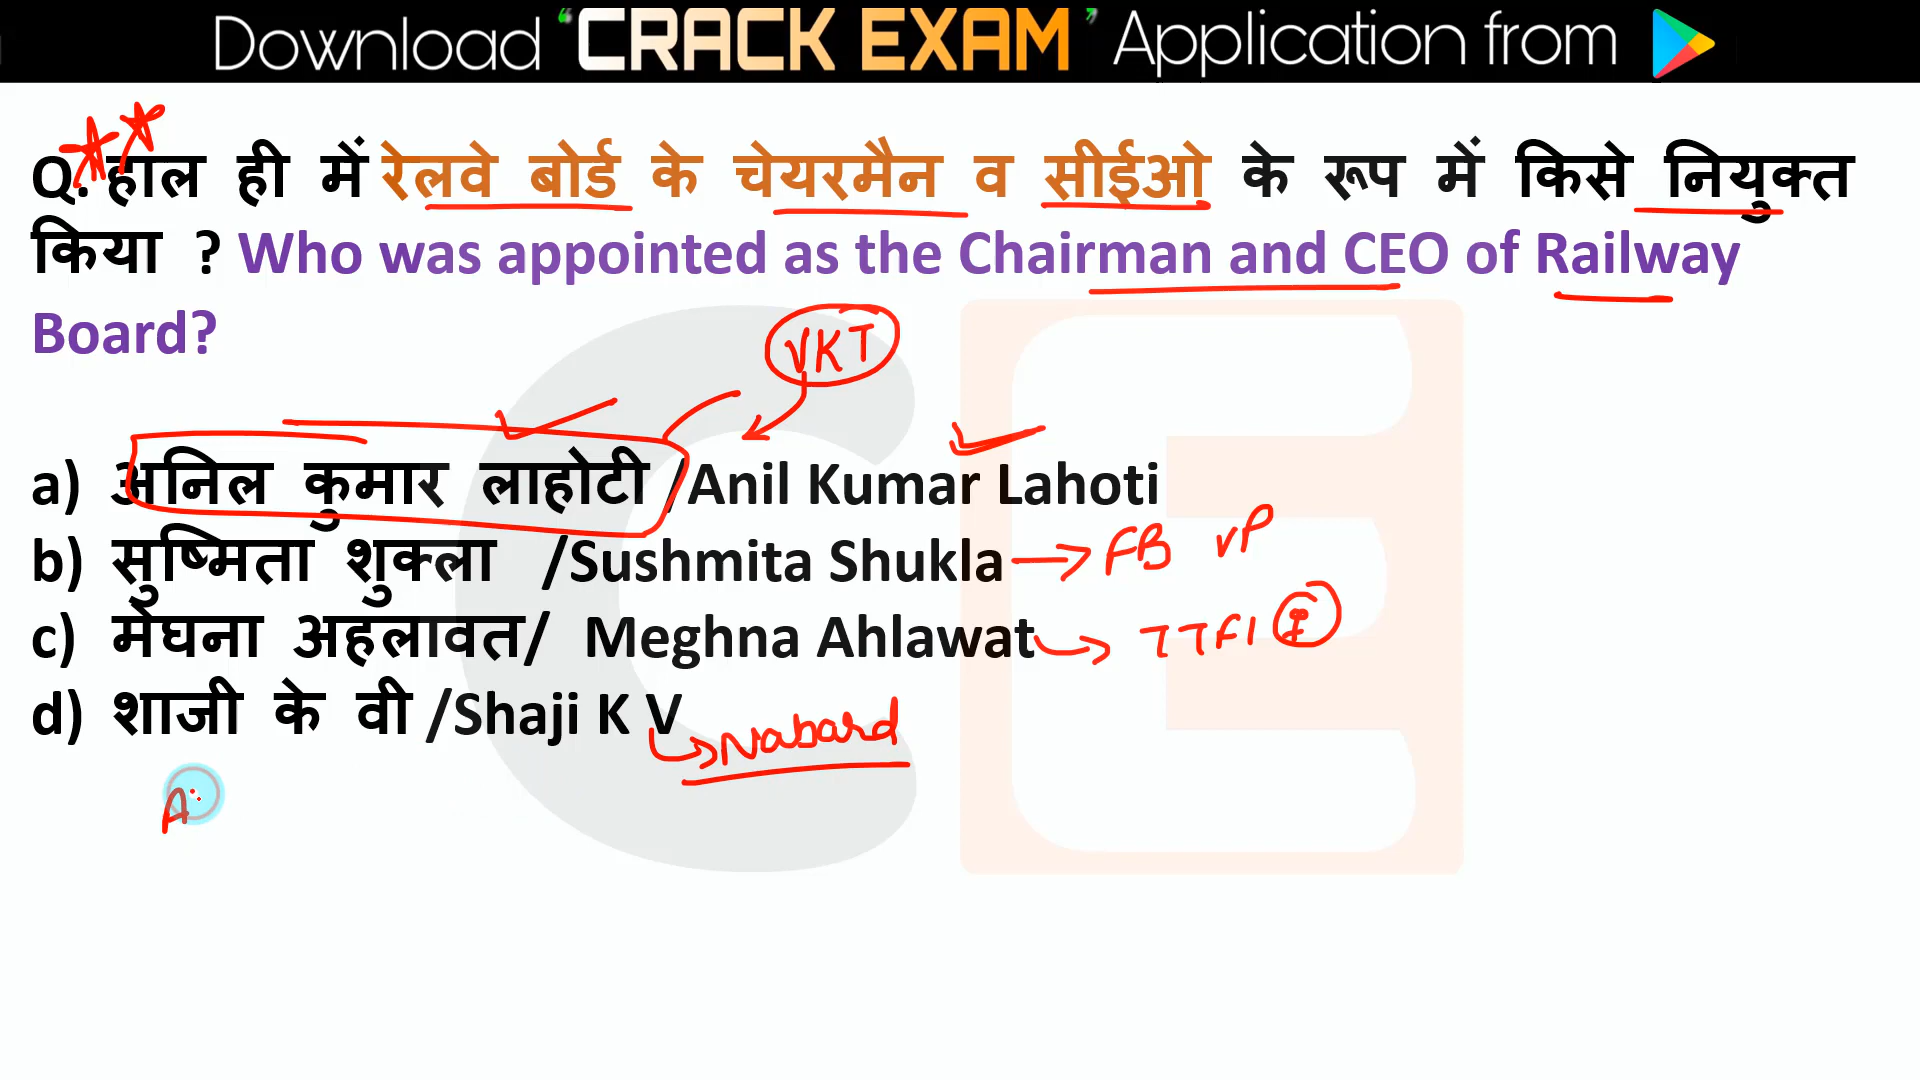 Download “CRACK EXAM” Application from
Q. हाल ही में रेलवे बोर्ड के चेयरमैन व सीईओ के रूप में किसे नियुक्त
किया ? Who was appointed as the Chairman and CEO of Railway
Board?
VKT
a) अनिल कुमार लाहोटी /Anil Kumar Lahoti
b) सुष्मिता शुक्ला /Sushmita Shukla → FB VP
c) मेघना अहलावत/ Meghna Ahlawat → TTFI
d) शाजी के वी /Shaji K V → Nabard
A